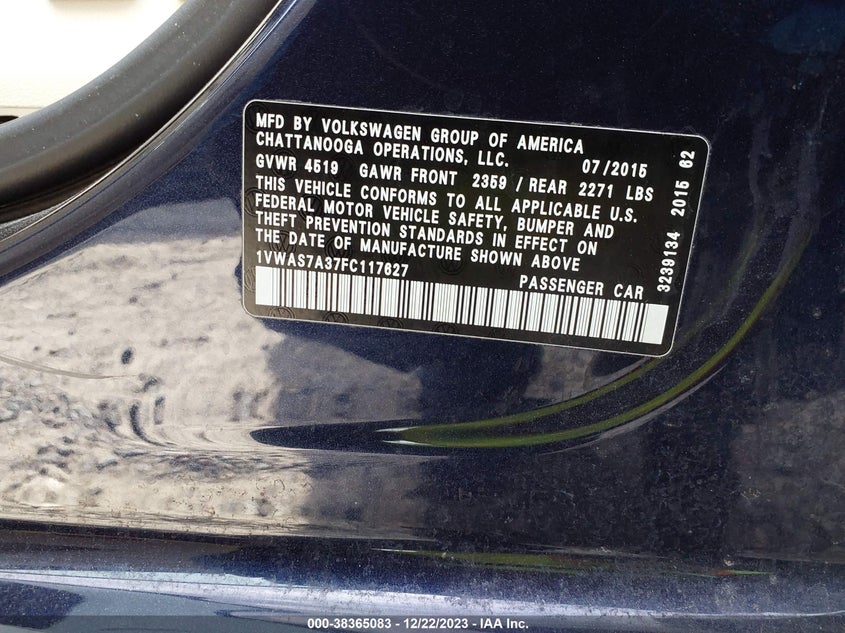 MFD BY VOLKSWAGEN GROUP OF AMERICA
CHATTANOOGA OPERATIONS, LLC. 07/2015
GVWR 4519 GAWR FRONT 2359 / REAR 2271 LBS
THIS VEHICLE CONFORMS TO ALL APPLICABLE U.S.
FEDERAL MOTOR VEHICLE SAFETY, BUMPER AND
THEFT PREVENTION STANDARDS IN EFFECT ON
THE DATE OF MANUFACTURE SHOWN ABOVE
1VWAS7A37FC117627
PASSENGER CAR
3239134 2015 62
000-38365083 - 12/22/2023 - IAA Inc.